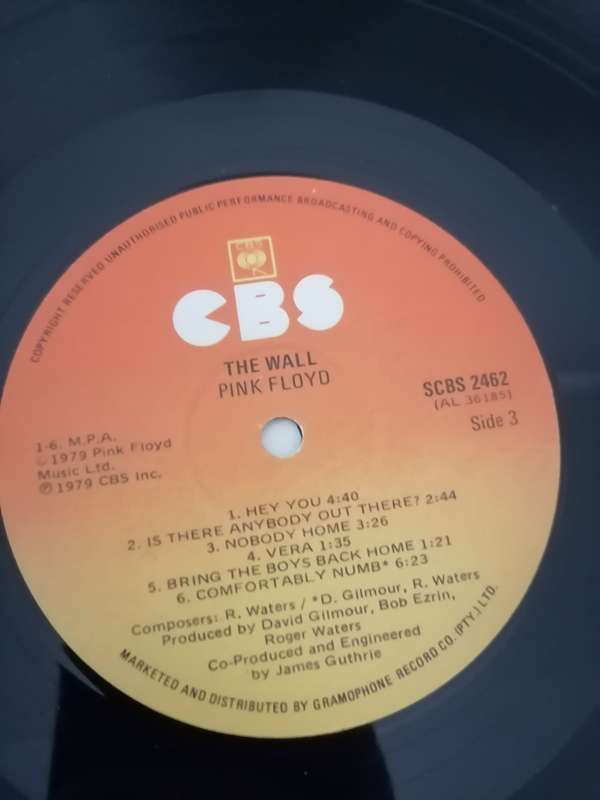 COPYRIGHT RESERVED UNAUTHORISED PUBLIC PERFORMANCE BROADCASTING AND COPYING PROHIBITED
CBS
CBS
THE WALL
PINK FLOYD
SCBS 2462
(AL 36185)
Side 3
1-6. M.P.A.
©1979 Pink Floyd
Music Ltd.
℗ 1979 CBS Inc.
1. HEY YOU 4:40
2. IS THERE ANYBODY OUT THERE? 2:44
3. NOBODY HOME 3:26
4. VERA 1:35
5. BRING THE BOYS BACK HOME 1:21
6. COMFORTABLY NUMB* 6:23
Composers: R. Waters / *D. Gilmour, R. Waters
Produced by David Gilmour, Bob Ezrin,
Roger Waters
Co-Produced and Engineered
by James Guthrie
MARKETED AND DISTRIBUTED BY GRAMOPHONE RECORD CO. (PTY.) LTD.